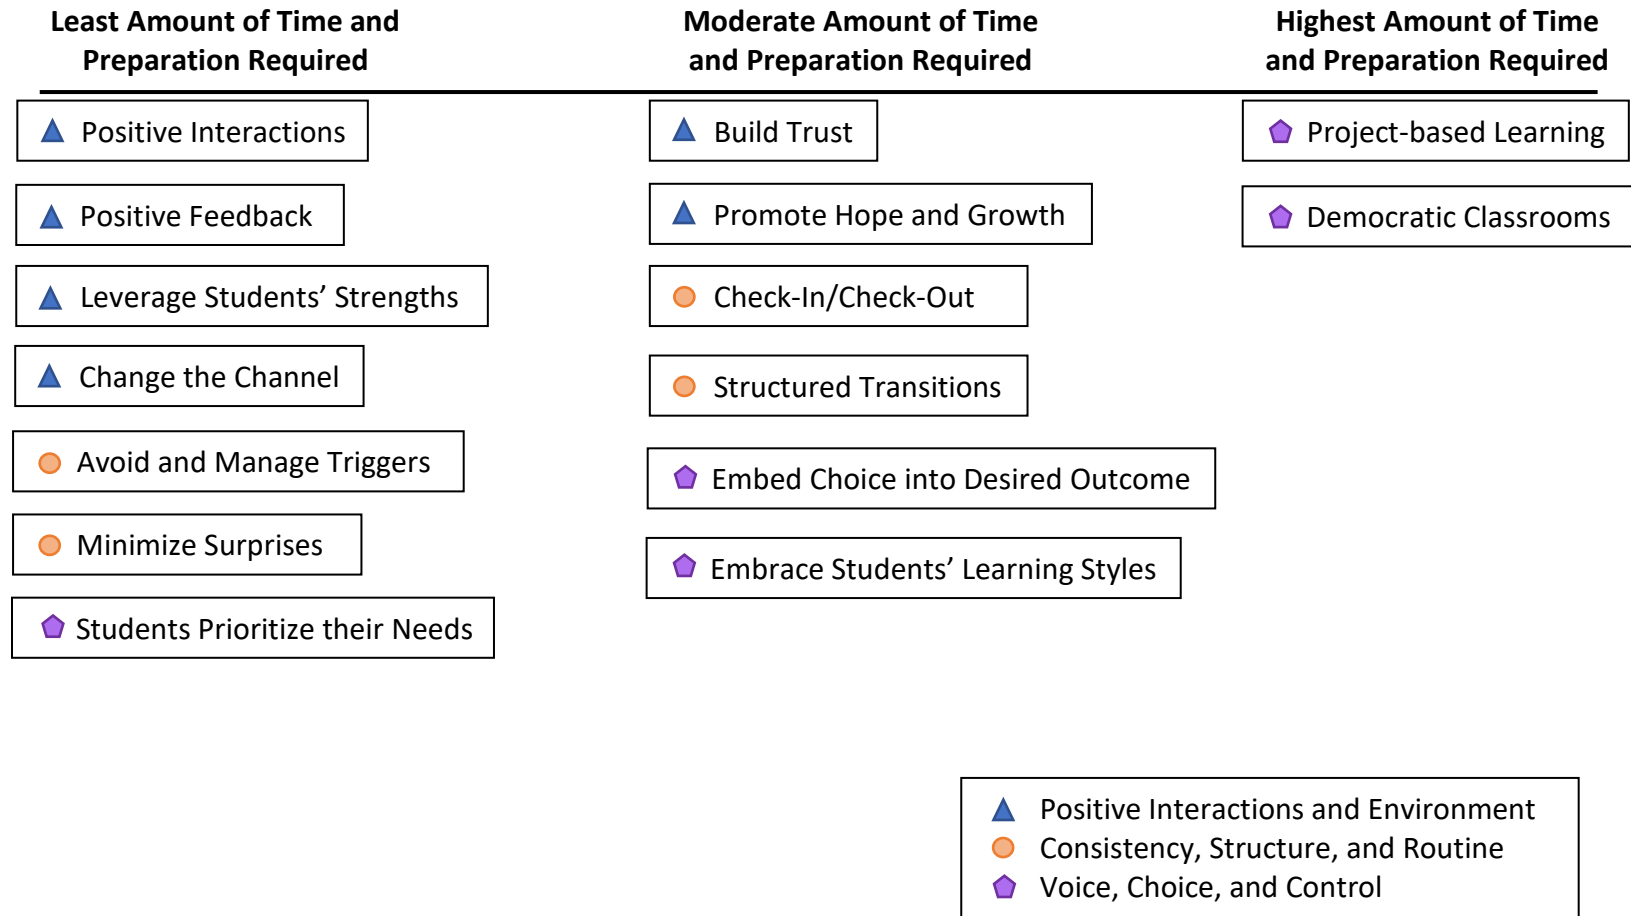 Least Amount of Time and
Preparation Required
Moderate Amount of Time
and Preparation Required
Highest Amount of Time
and Preparation Required
Positive Interactions
Positive Feedback
Leverage Students’ Strengths
Change the Channel
Avoid and Manage Triggers
Minimize Surprises
Students Prioritize their Needs
Build Trust
Promote Hope and Growth
Check-In/Check-Out
Structured Transitions
Embed Choice into Desired Outcome
Embrace Students’ Learning Styles
Project-based Learning
Democratic Classrooms
Positive Interactions and Environment
Consistency, Structure, and Routine
Voice, Choice, and Control